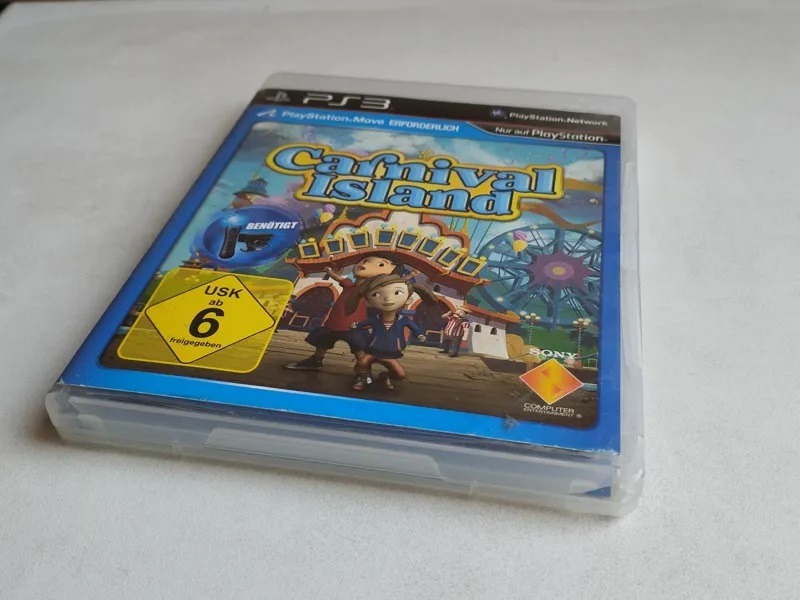 PS3
PlayStation®Network
PlayStation®Move ERFORDERLICH
Nur auf PlayStation®
Carnival
Island
BENÖTIGT
USK
ab
6
freigegeben
SONY
COMPUTER
ENTERTAINMENT®